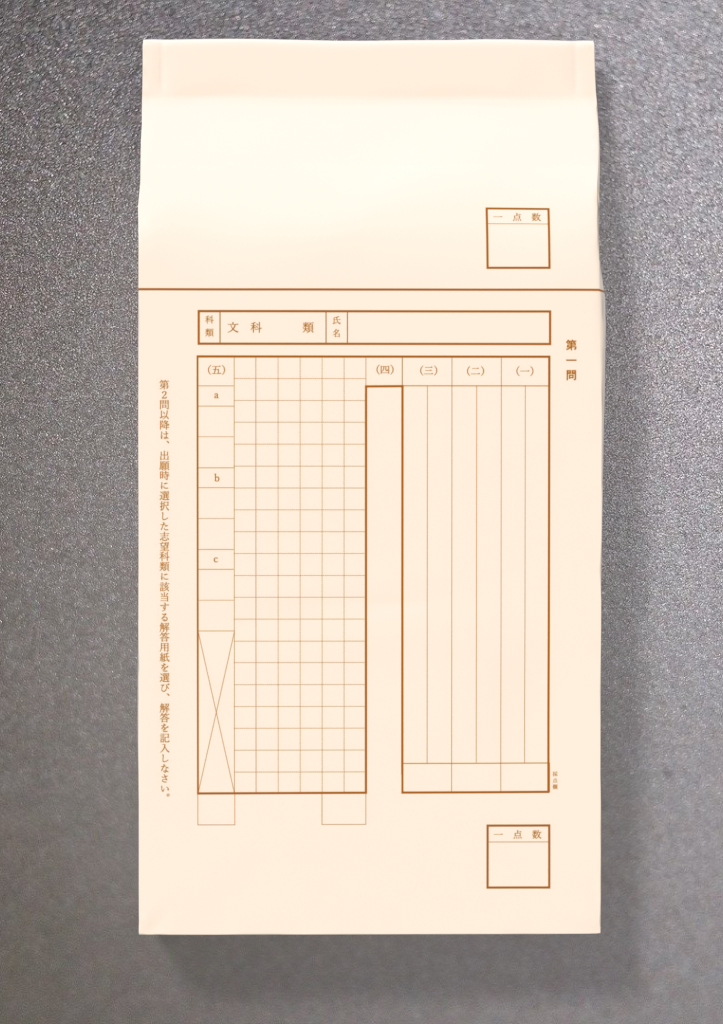 一点数
科類
文科　類
氏名
第一問
(一)
(二)
(三)
(四)
(五)
a
b
c
第2問以降は、出願時に選択した志望科類に該当する解答用紙を選び、解答を記入しなさい。
一点数